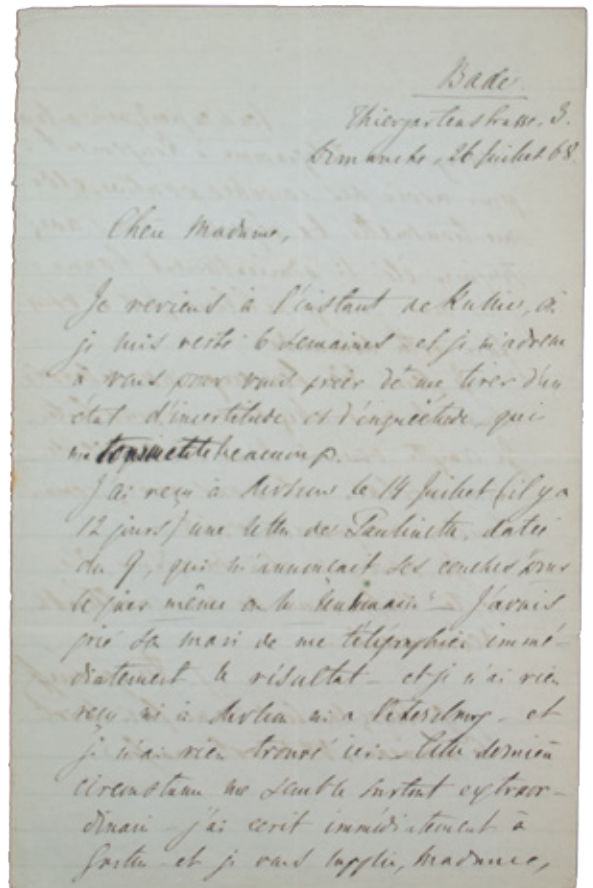 Bade.
Thiergartenstrasse, 3.
Dimanche, 26 Juillet 68.
Chère Madame,
Je reviens à l'instant de Russie, où
je suis resté 6 semaines et je m'adresse
à vous pour vous prier de me tirer d'un
état d'incertitude et d'inquiétude qui
me tourmente beaucoup.
J'ai reçu à le 14 Juillet (il y a
12 jours) une lettre de Paulinette, datée
du 9, qui m'annonçait ses couches pour
le jour même ou le lendemain – J'avais
prié son mari de me télégraphier immé-
diatement le résultat – et je n'ai rien
reçu ni à ni à Pétersbourg – et
je n'ai rien trouvé ici – Cette dernière
circonstance me semble surtout extraor-
dinaire – j'ai écrit immédiatement à
Gaston – et je vous supplie, Madame,